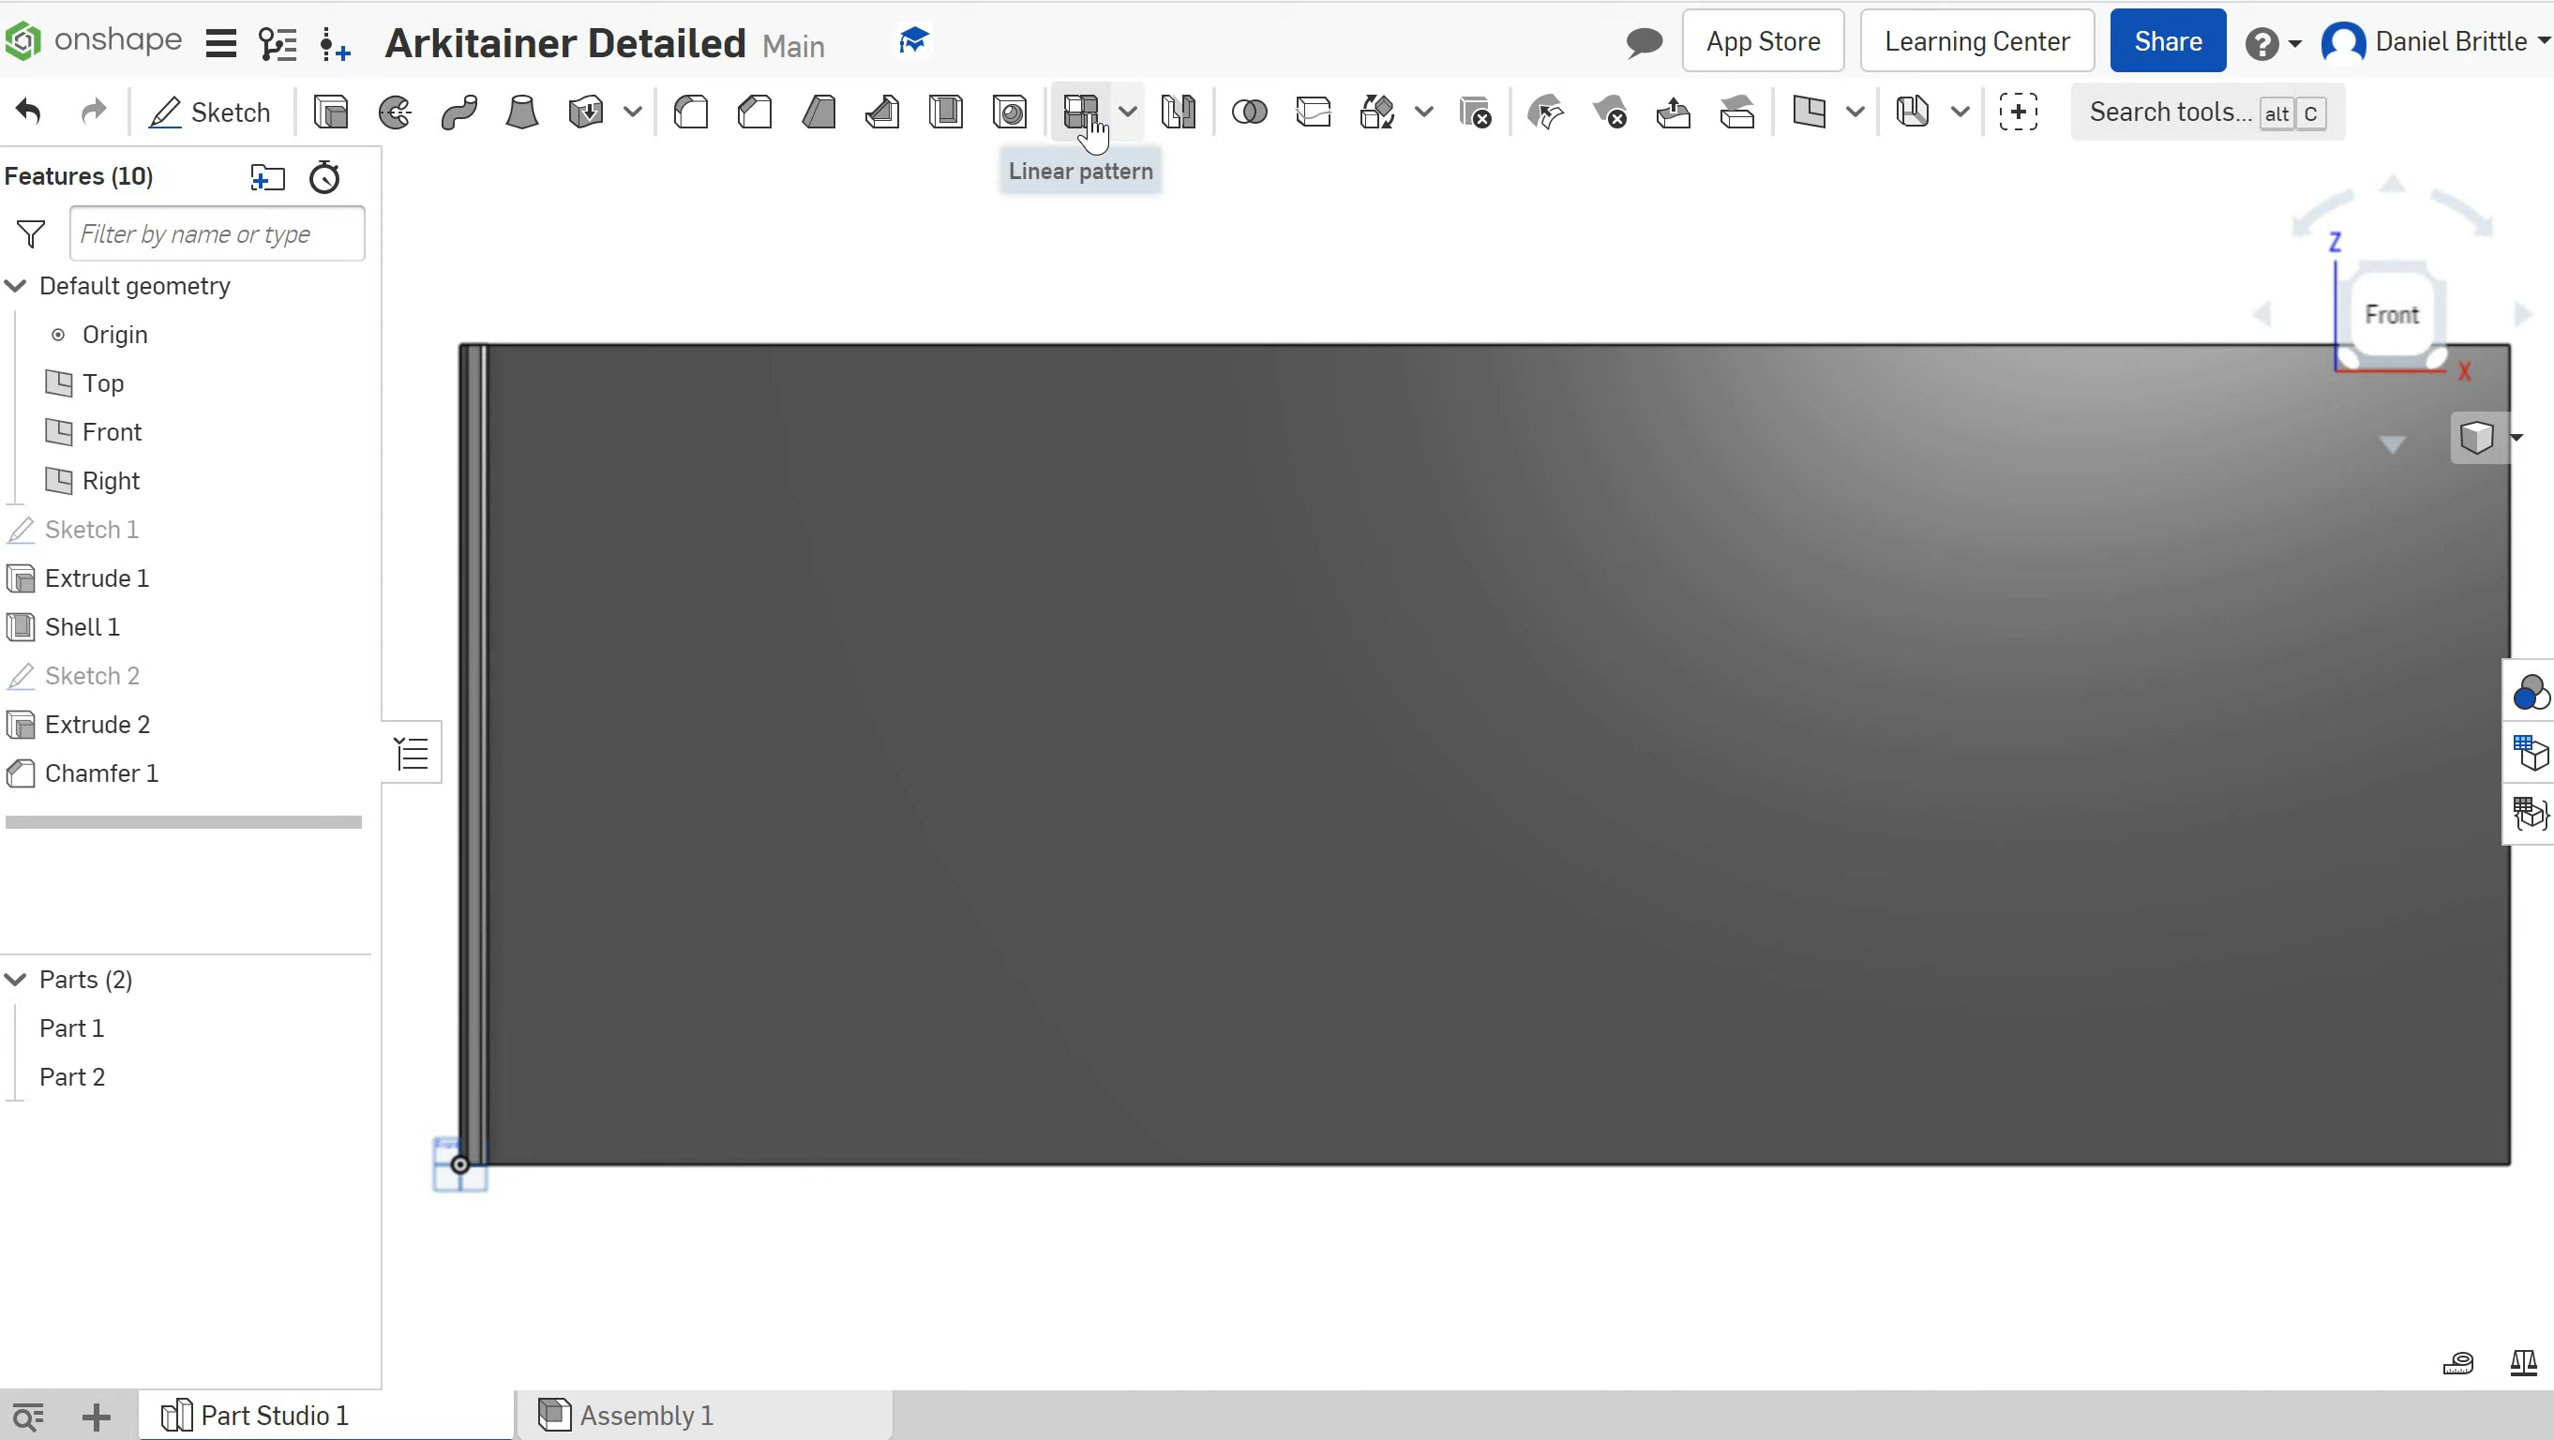 onshape Arkitainer Detailed Main App Store Learning Center Share Daniel Brittle
Sketch Search tools... alt C
Linear pattern
Features (10)
Filter by name or type
Default geometry
Origin
Top
Front
Right
Sketch 1
Extrude 1
Shell 1
Sketch 2
Extrude 2
Chamfer 1
Parts (2)
Part 1
Part 2
Z
Front
X
Part Studio 1
Assembly 1